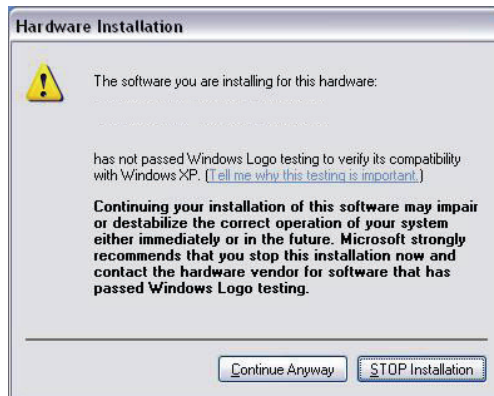 Hardware Installation
The software you are installing for this hardware:
has not passed Windows Logo testing to verify its compatibility
with Windows XP. (Tell me why this testing is important.)
Continuing your installation of this software may impair
or destabilize the correct operation of your system
either immediately or in the future. Microsoft strongly
recommends that you stop this installation now and
contact the hardware vendor for software that has
passed Windows Logo testing.
Continue Anyway
STOP Installation